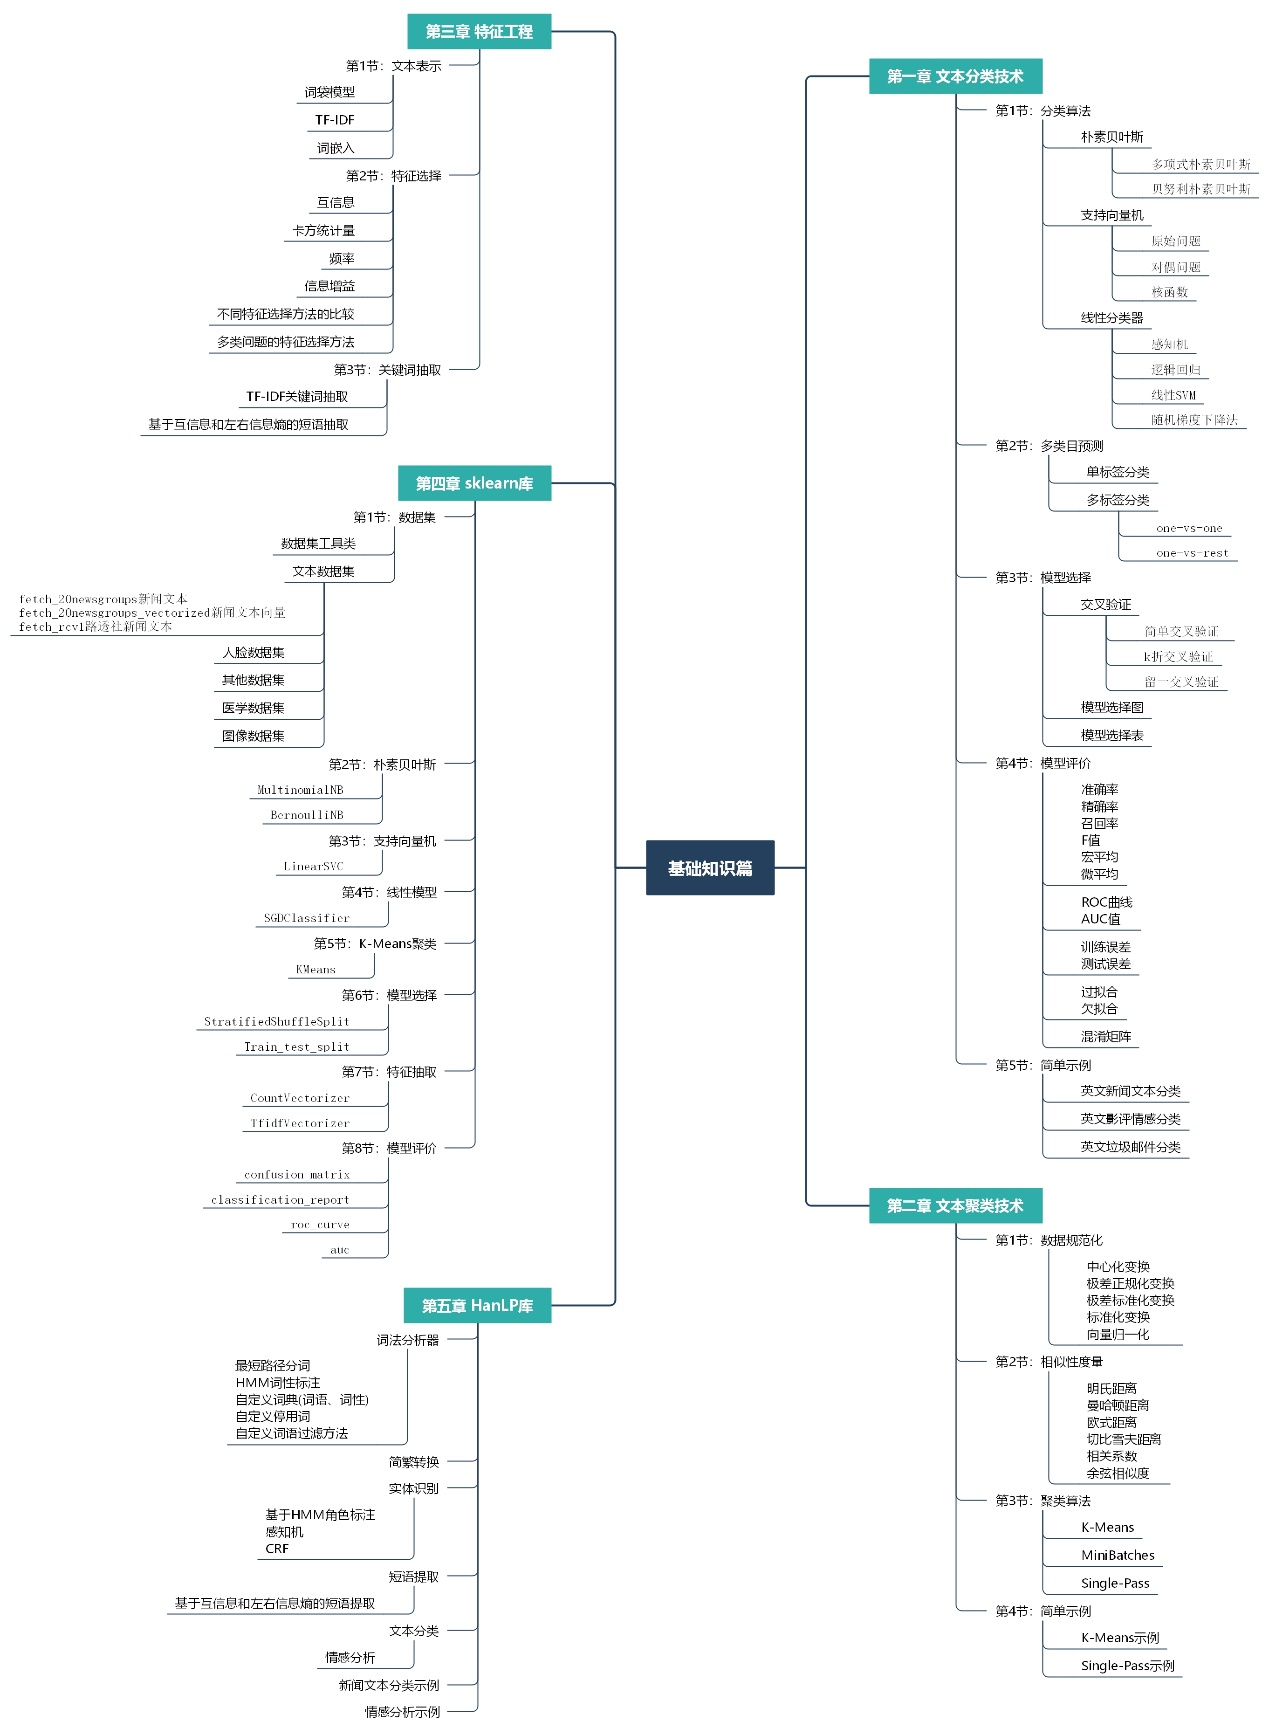 基础知识篇
第一章 文本分类技术
第1节：分类算法
朴素贝叶斯
多项式朴素贝叶斯
贝努利朴素贝叶斯
支持向量机
原始问题
对偶问题
核函数
线性分类器
感知机
逻辑回归
线性SVM
随机梯度下降法
第2节：多类目预测
单标签分类
多标签分类
one-vs-one
one-vs-rest
第3节：模型选择
交叉验证
简单交叉验证
k折交叉验证
留一交叉验证
模型选择图
模型选择表
第4节：模型评价
准确率
精确率
召回率
F值
宏平均
微平均
ROC曲线
AUC值
训练误差
测试误差
过拟合
欠拟合
混淆矩阵
第5节：简单示例
英文新闻文本分类
英文影评情感分类
英文垃圾邮件分类
第二章 文本聚类技术
第1节：数据规范化
中心化变换
极差正规化变换
极差标准化变换
标准化变换
向量归一化
第2节：相似性度量
明氏距离
曼哈顿距离
欧式距离
切比雪夫距离
相关系数
余弦相似度
第3节：聚类算法
K-Means
MiniBatches
Single-Pass
第4节：简单示例
K-Means示例
Single-Pass示例
第三章 特征工程
第1节：文本表示
词袋模型
TF-IDF
词嵌入
第2节：特征选择
互信息
卡方统计量
频率
信息增益
不同特征选择方法的比较
多类问题的特征选择方法
第3节：关键词抽取
TF-IDF关键词抽取
基于互信息和左右信息熵的短语抽取
第四章 sklearn库
第1节：数据集
数据集工具类
文本数据集
fetch_20newsgroups新闻文本
fetch_20newsgroups_vectorized新闻文本向量
fetch_rcv1路透社新闻文本
人脸数据集
其他数据集
医学数据集
图像数据集
第2节：朴素贝叶斯
MultinomialNB
BernoulliNB
第3节：支持向量机
LinearSVC
第4节：线性模型
SGDClassifier
第5节：K-Means聚类
KMeans
第6节：模型选择
StratifiedShuffleSplit
Train_test_split
第7节：特征抽取
CountVectorizer
TfidfVectorizer
第8节：模型评价
confusion matrix
classification_report
roc curve
auc
第五章 HanLP库
词法分析器
最短路径分词
HMM词性标注
自定义词典(词语、词性)
自定义停用词
自定义词语过滤方法
简繁转换
实体识别
基于HMM角色标注
感知机
CRF
短语提取
基于互信息和左右信息熵的短语提取
文本分类
情感分析
新闻文本分类示例
情感分析示例